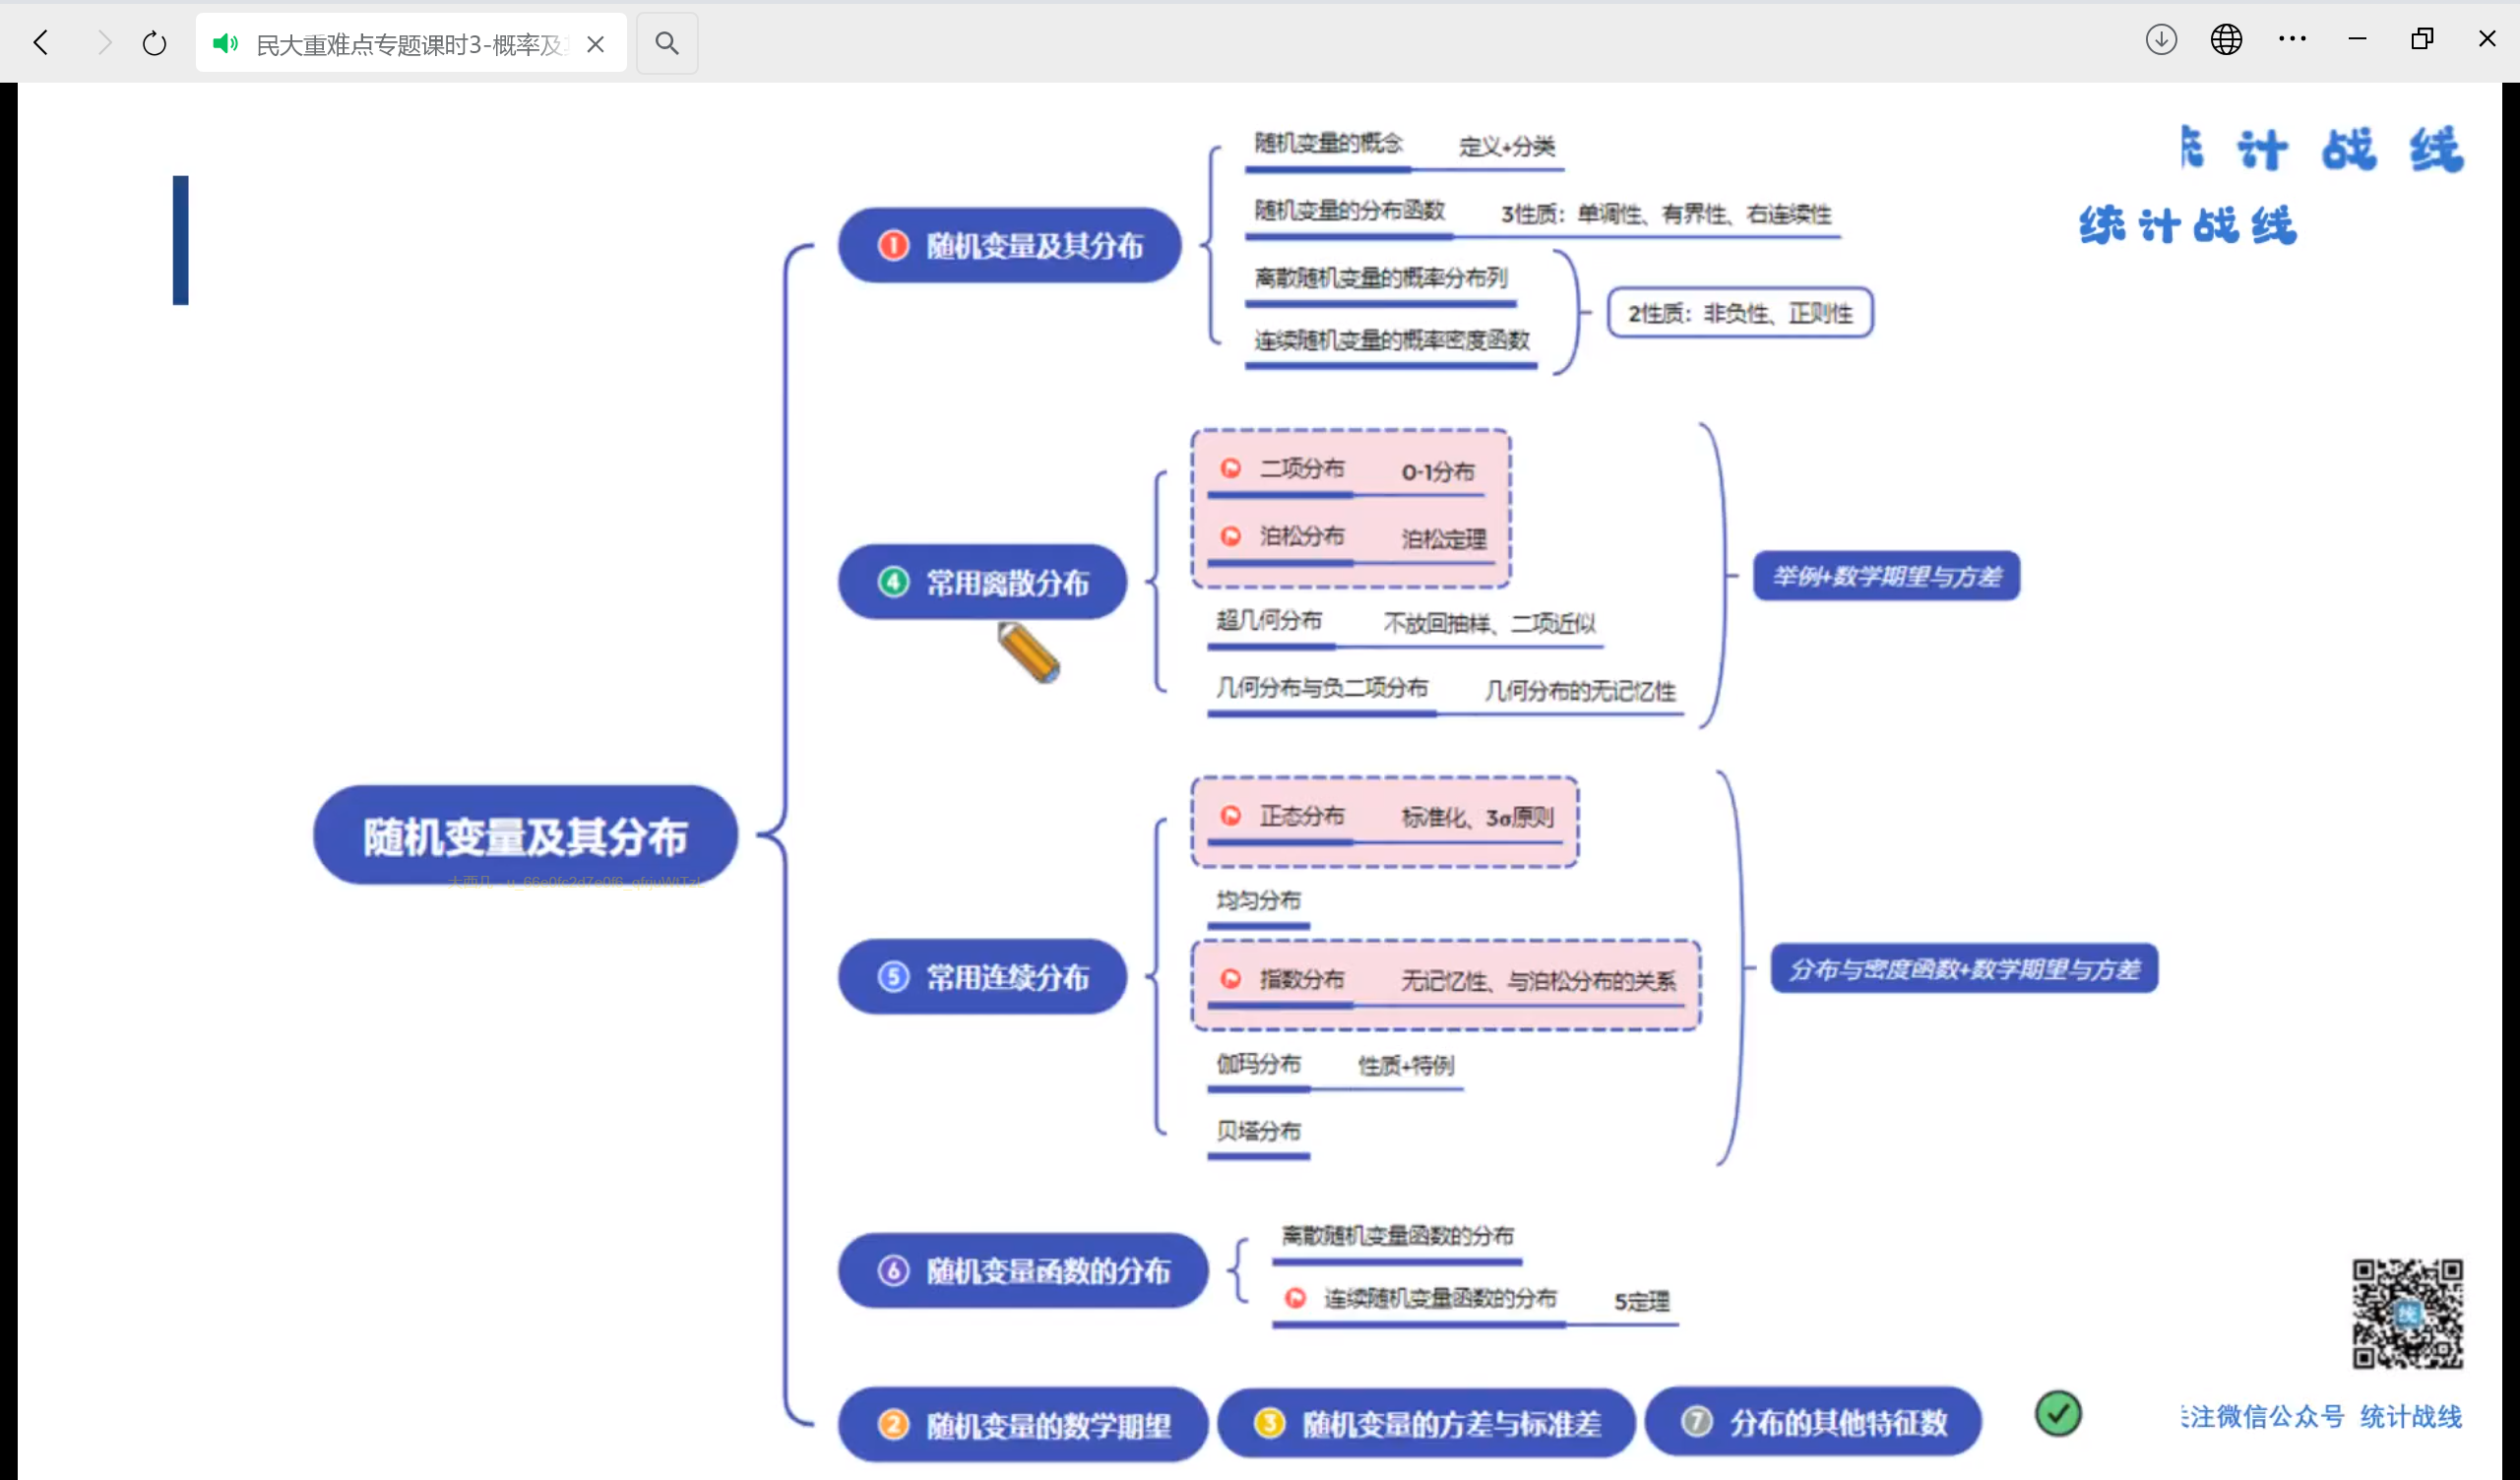 民大重难点专题课时3-概率及
统计战线
统计战线
随机变量及其分布
1 随机变量及其分布
随机变量的概念 定义+分类
随机变量的分布函数 3性质：单调性、有界性、右连续性
离散随机变量的概率分布列
连续随机变量的概率密度函数
2性质：非负性、正则性
4 常用离散分布
二项分布 0-1分布
泊松分布 泊松定理
超几何分布 不放回抽样、二项近似
几何分布与负二项分布 几何分布的无记忆性
举例+数学期望与方差
5 常用连续分布
正态分布 标准化、3σ原则
均匀分布
指数分布 无记忆性、与泊松分布的关系
伽玛分布 性质+特例
贝塔分布
分布与密度函数+数学期望与方差
6 随机变量函数的分布
离散随机变量函数的分布
连续随机变量函数的分布 5定理
2 随机变量的数学期望
3 随机变量的方差与标准差
7 分布的其他特征数
统
注微信公众号 统计战线